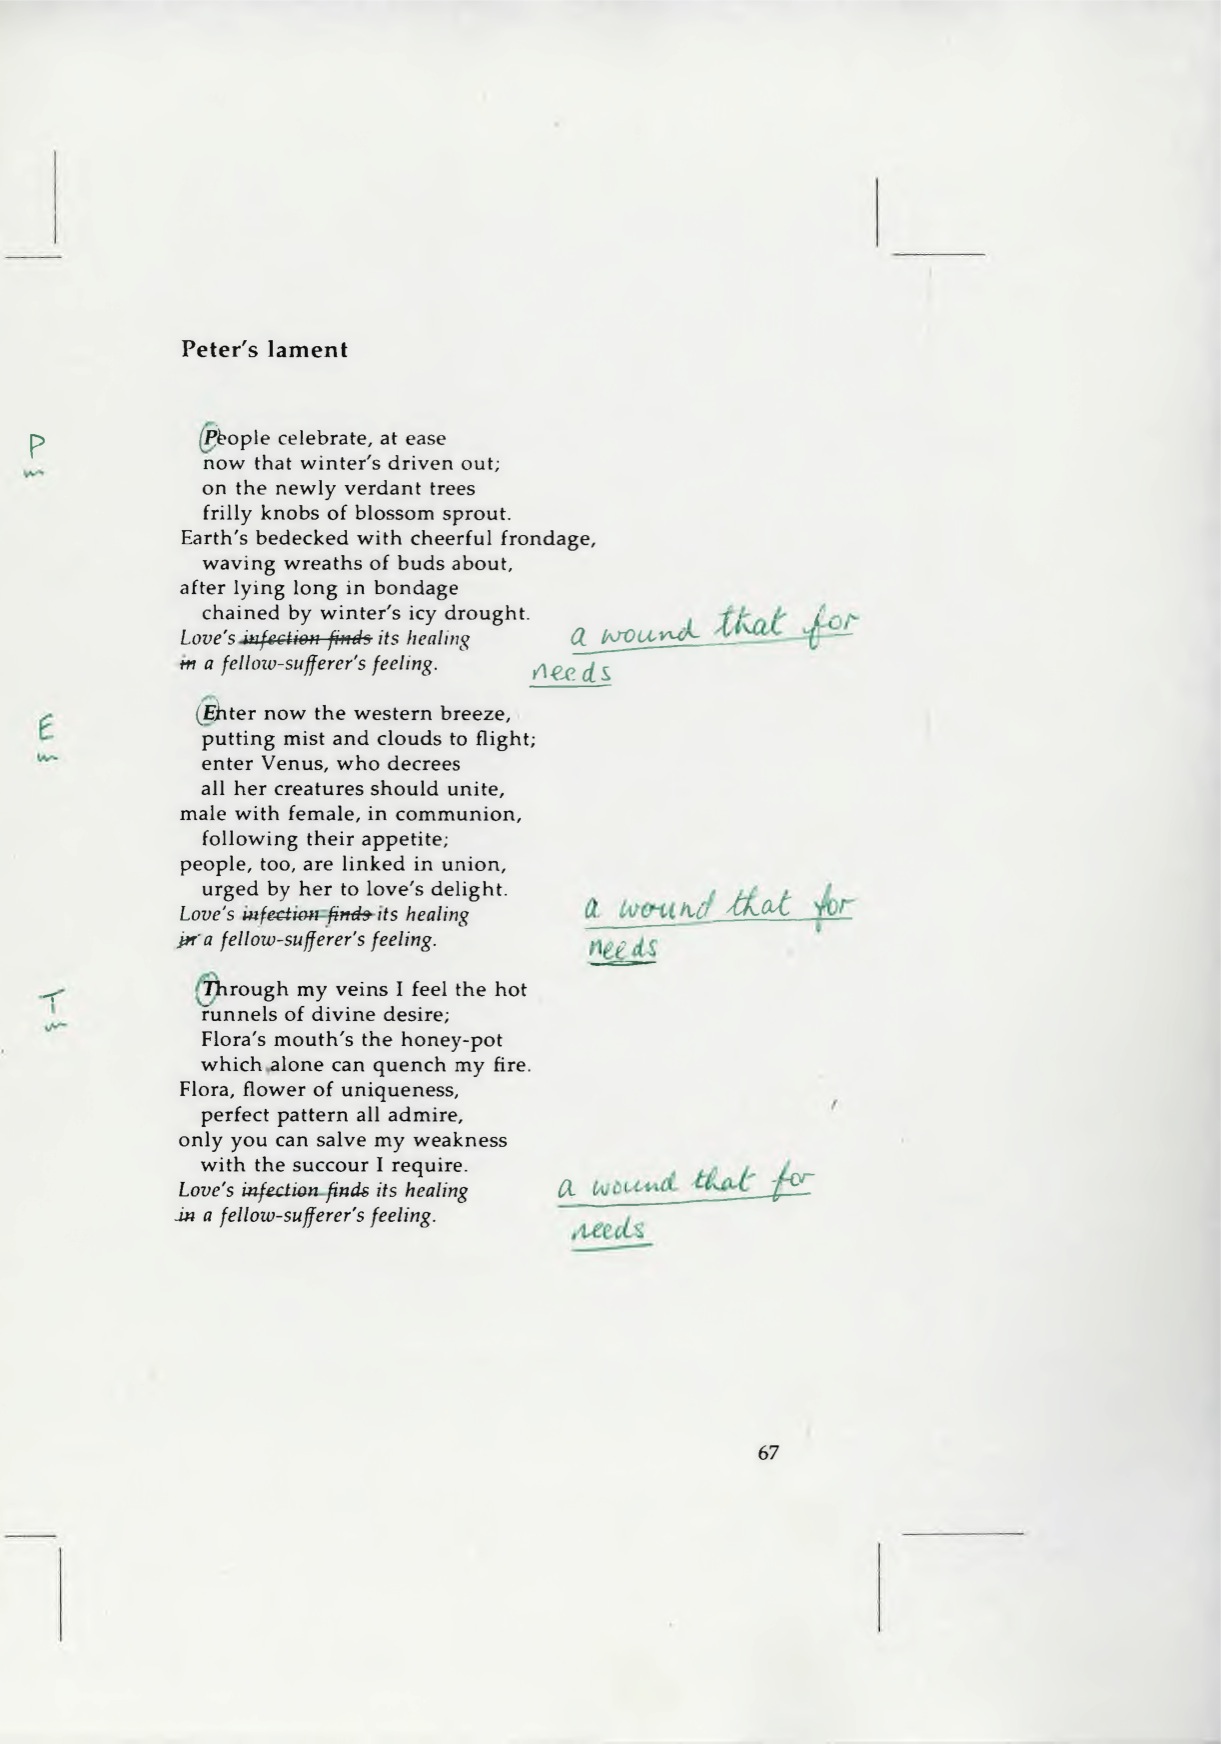 Peter's lament
P
People celebrate, at ease
now that winter's driven out;
on the newly verdant trees
frilly knobs of blossom sprout.
Earth's bedecked with cheerful frondage,
waving wreaths of buds about,
after lying long in bondage
chained by winter's icy drought.
Love's infection finds its healing
a wound that for
in a fellow-sufferer's feeling.
needs
E
Enter now the western breeze,
putting mist and clouds to flight;
enter Venus, who decrees
all her creatures should unite,
male with female, in communion,
following their appetite;
people, too, are linked in union,
urged by her to love's delight.
Love's infection finds its healing
a wound that for
in a fellow-sufferer's feeling.
needs
T
Through my veins I feel the hot
runnels of divine desire;
Flora's mouth's the honey-pot
which alone can quench my fire.
Flora, flower of uniqueness,
perfect pattern all admire,
only you can salve my weakness
with the succour I require.
Love's infection finds its healing
a wound that for
in a fellow-sufferer's feeling.
needs
67